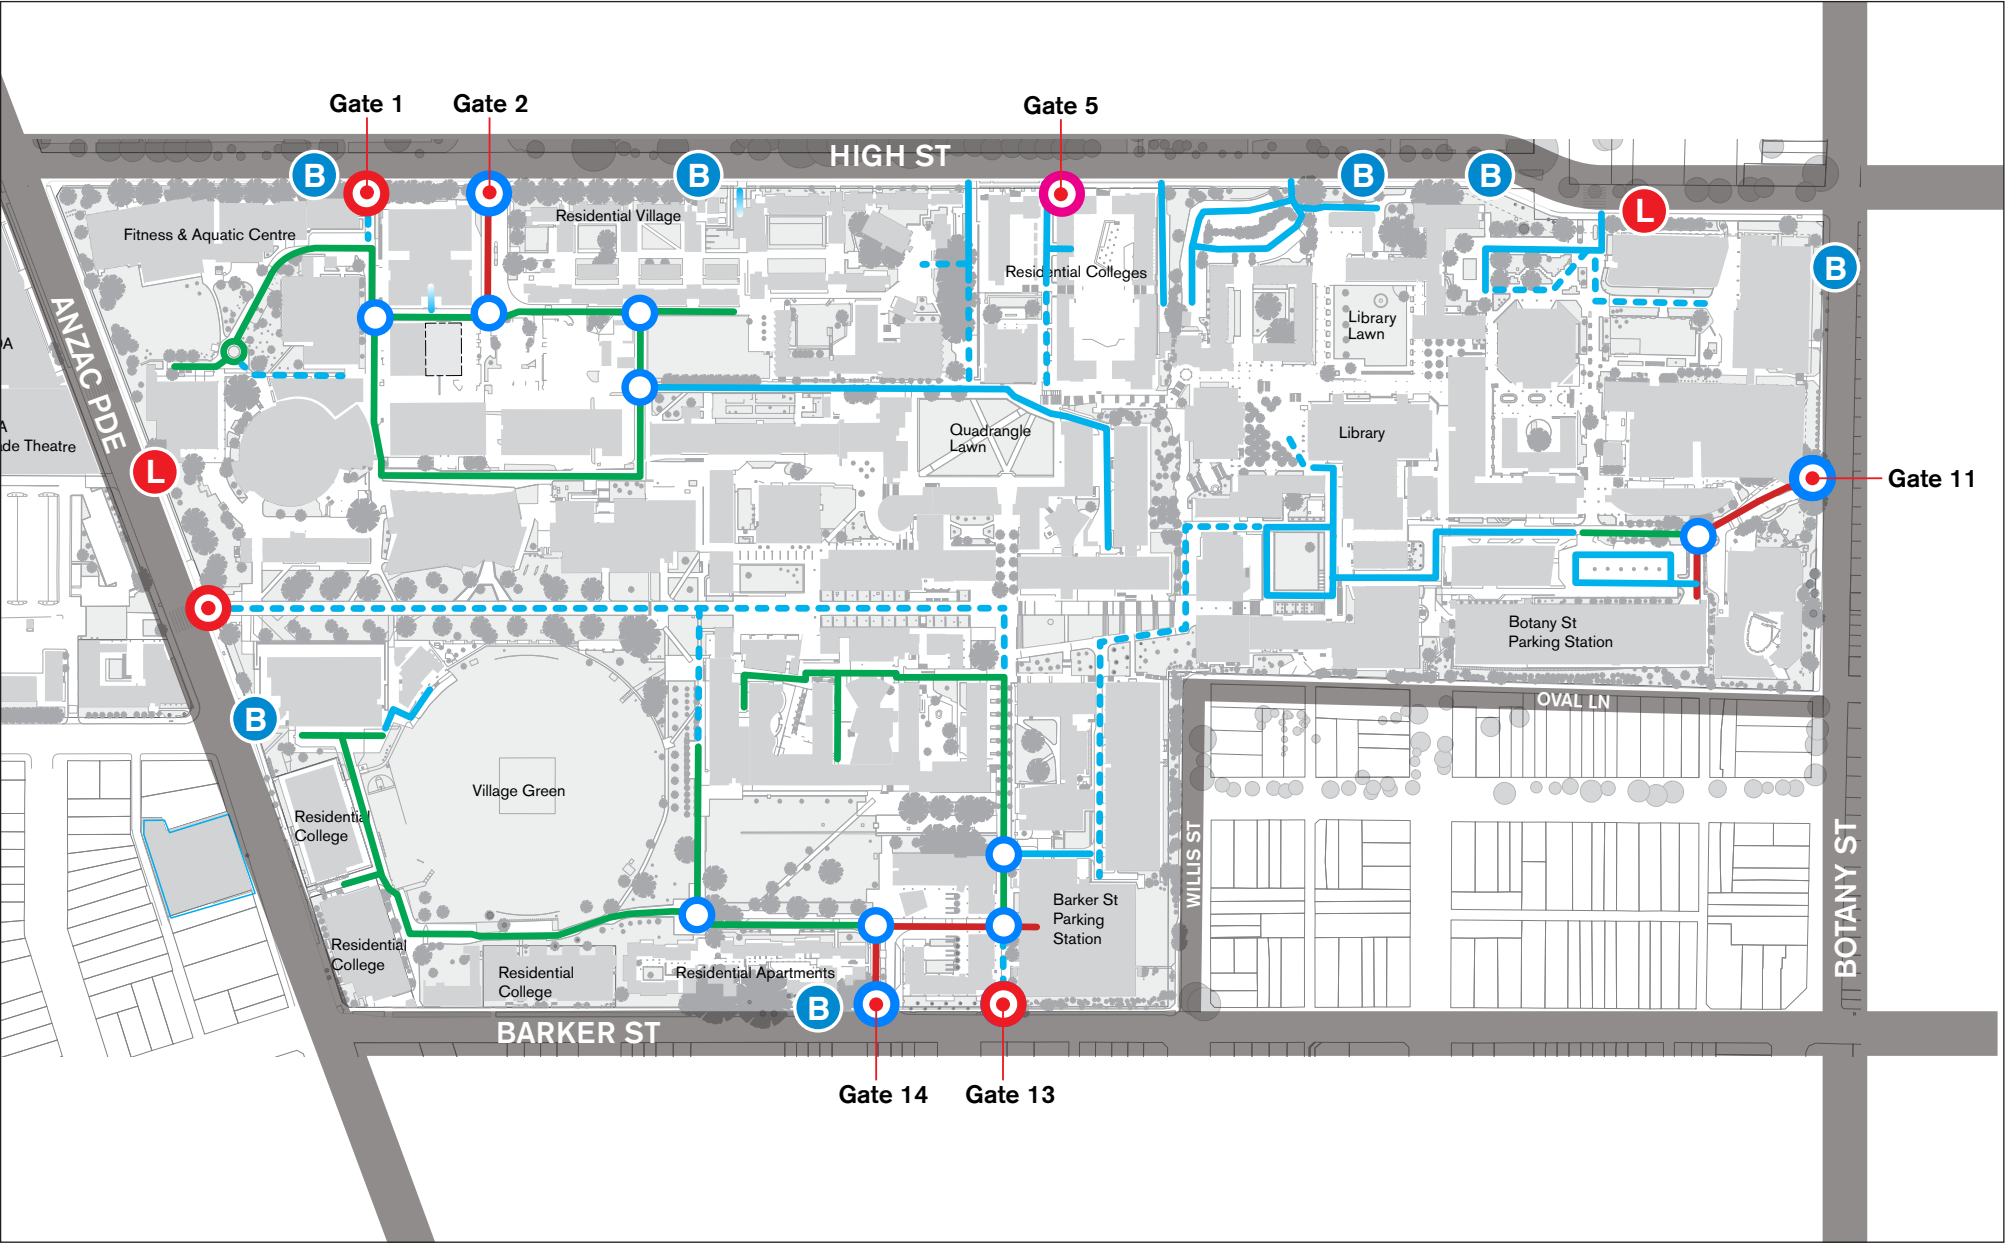 Gate 1
Gate 2
Gate 5
HIGH ST
B
B
B
B
L
B
Residential Village
Fitness & Aquatic Centre
Residential Colleges
ANZAC PDE
Library
Lawn
Quadrangle
Lawn
Library
A
A
de Theatre
L
Gate 11
Botany St
Parking Station
OVAL LN
B
Village Green
Residential
College
WILLIS ST
BOTANY ST
Barker St
Parking
Station
Residential
College
Residential
College
Residential Apartments
B
BARKER ST
Gate 14
Gate 13